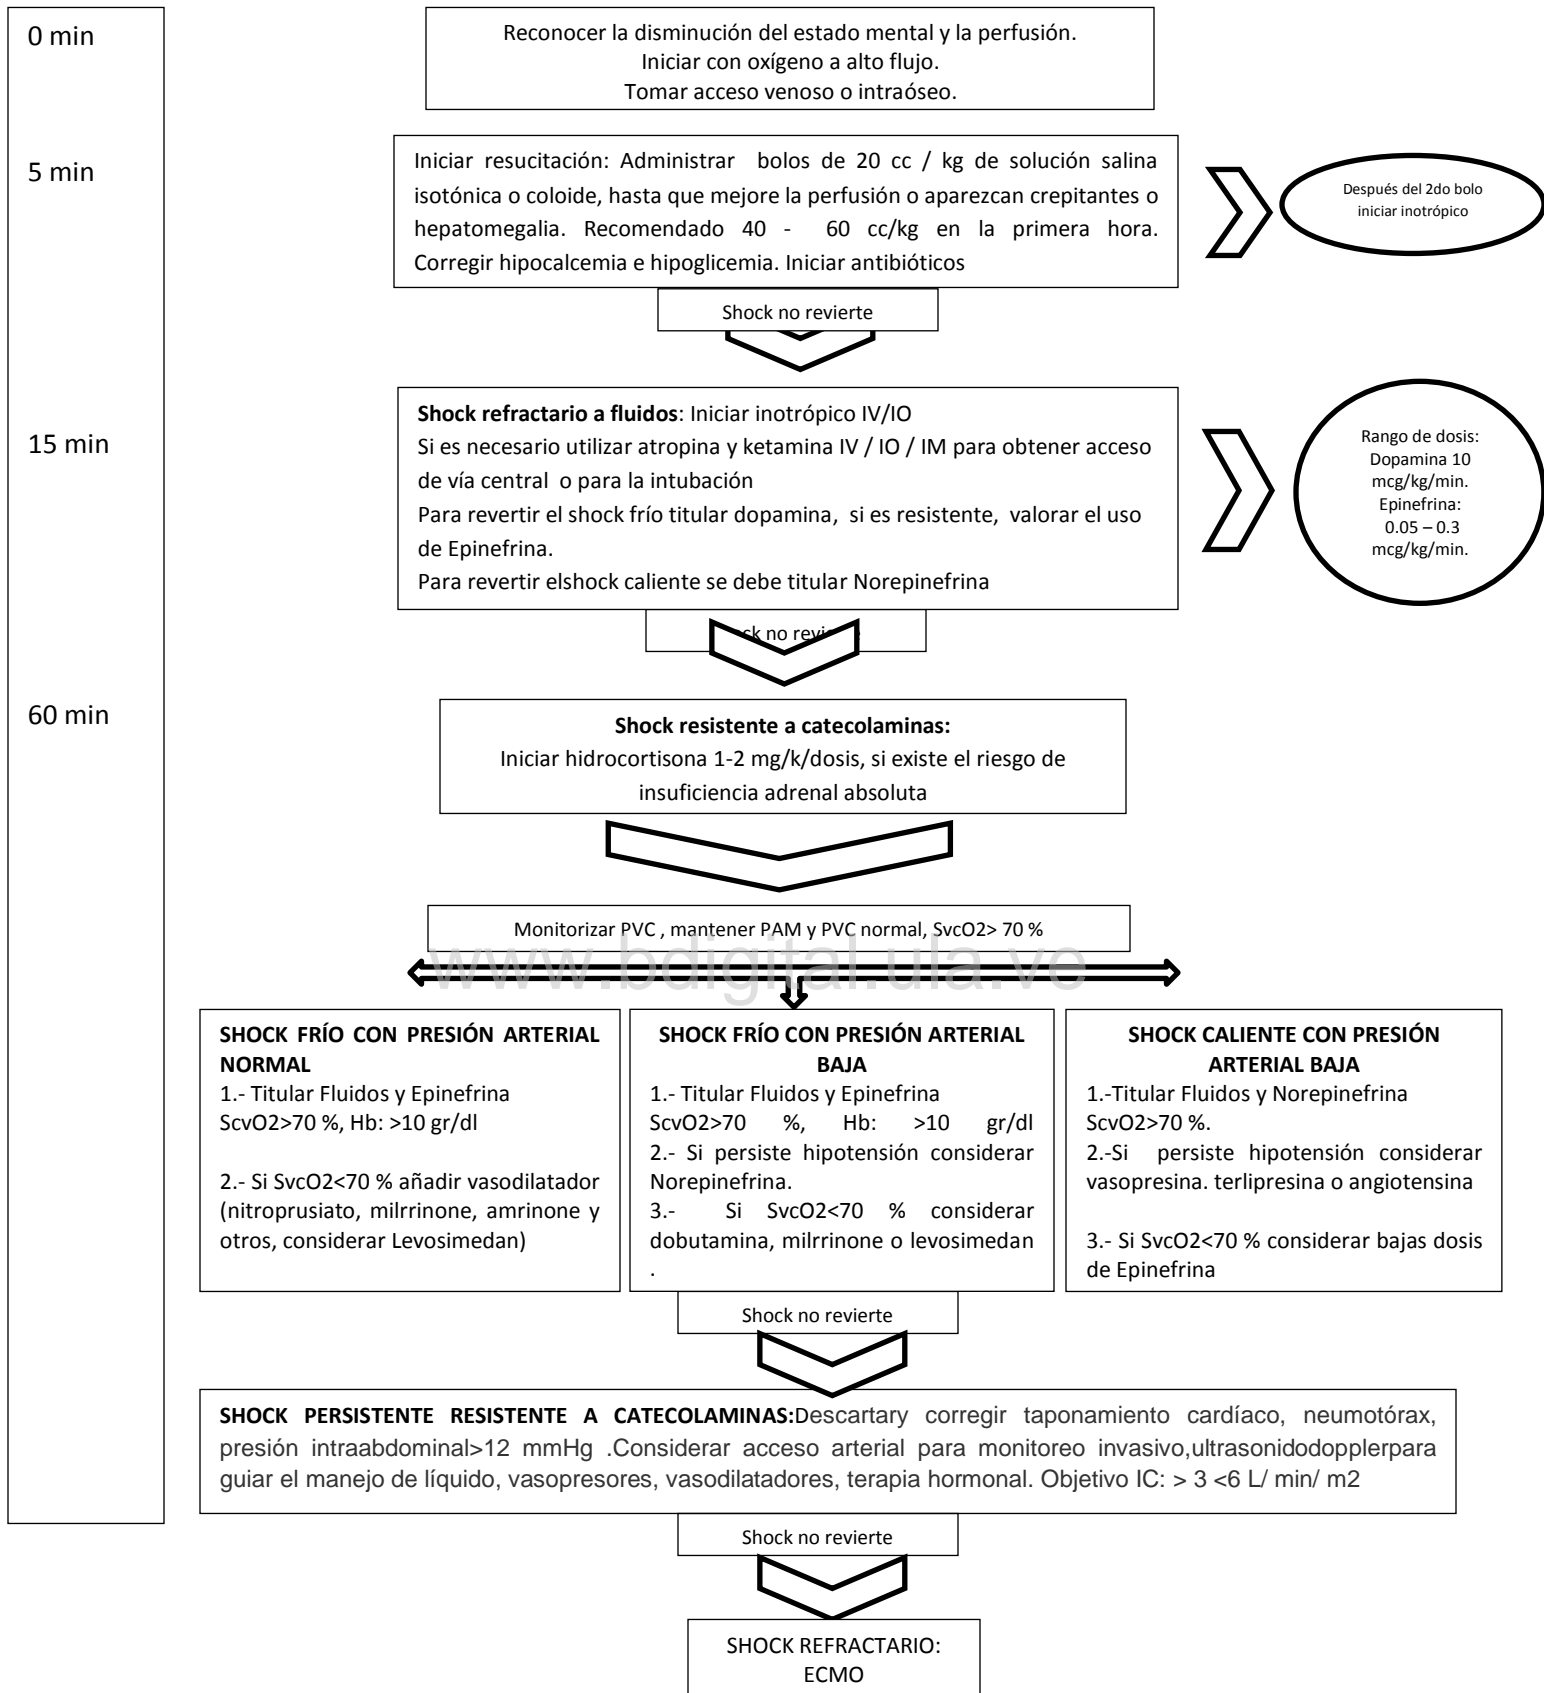 0 min
Reconocer la disminución del estado mental y la perfusión.
Iniciar con oxígeno a alto flujo.
Tomar acceso venoso o intraóseo.
5 min
Iniciar resucitación: Administrar bolos de 20 cc / kg de solución salina
isotónica o coloide, hasta que mejore la perfusión o aparezcan crepitantes o
hepatomegalia. Recomendado 40 - 60 cc/kg en la primera hora.
Corregir hipocalcemia e hipoglicemia. Iniciar antibióticos
Después del 2do bolo
iniciar inotrópico
Shock no revierte
15 min
Shock refractario a fluidos: Iniciar inotrópico IV/IO
Si es necesario utilizar atropina y ketamina IV / IO / IM para obtener acceso
de vía central o para la intubación
Para revertir el shock frío titular dopamina, si es resistente, valorar el uso
de Epinefrina.
Para revertir elshock caliente se debe titular Norepinefrina
Rango de dosis:
Dopamina 10
mcg/kg/min.
Epinefrina:
0.05 – 0.3
mcg/kg/min.
no
60 min
Shock resistente a catecolaminas:
Iniciar hidrocortisona 1-2 mg/k/dosis, si existe el riesgo de
insuficiencia adrenal absoluta
Monitorizar PVC , mantener PAM y PVC normal, SvcO2> 70 %
www.bdigital.ula.ve
SHOCK FRÍO CON PRESIÓN ARTERIAL
NORMAL
1.- Titular Fluidos y Epinefrina
ScvO2>70 %, Hb: >10 gr/dl
2.- Si SvcO2<70 % añadir vasodilatador
(nitroprusiato, milrrinone, amrinone y
otros, considerar Levosimedan)
SHOCK FRÍO CON PRESIÓN ARTERIAL
BAJA
1.- Titular Fluidos y Epinefrina
ScvO2>70 %, Hb: >10 gr/dl
2.- Si persiste hipotensión considerar
Norepinefrina.
3.- Si SvcO2<70 % considerar
dobutamina, milrrinone o levosimedan
.
SHOCK CALIENTE CON PRESIÓN
ARTERIAL BAJA
1.-Titular Fluidos y Norepinefrina
ScvO2>70 %.
2.-Si persiste hipotensión considerar
vasopresina. terlipresina o angiotensina
3.- Si SvcO2<70 % considerar bajas dosis
de Epinefrina
Shock no revierte
SHOCK PERSISTENTE RESISTENTE A CATECOLAMINAS:Descartary corregir taponamiento cardíaco, neumotórax,
presión intraabdominal>12 mmHg .Considerar acceso arterial para monitoreo invasivo,ultrasonidodopplerpara
guiar el manejo de líquido, vasopresores, vasodilatadores, terapia hormonal. Objetivo IC: > 3 <6 L/ min/ m2
Shock no revierte
SHOCK REFRACTARIO:
ECMO